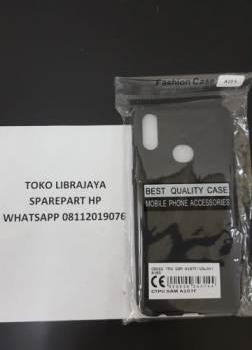 Fashion Case
TOKO LIBRAJAYA
SPAREPART HP
WHATSAPP 08112019076
BEST QUALITY CASE
MOBILE PHONE ACCESSORIES
CE